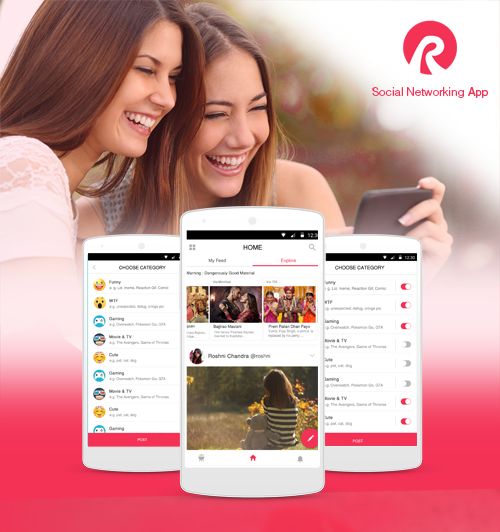 Social Networking App
12:30
CHOOSE CATEGORY
Funny
e.g. Lol, meme, Reaction Gif, Comic
WTF
e.g. unexpected, debug, cringe pic
Gaming
e.g. Overwatch, Pokemon Go, GTA
Movie & TV
e.g. The Avengers, Game of Thrones
Cute
e.g. pet, cat, dog
Gaming
e.g. Overwatch, Pokemon Go, GTA
Movie & TV
e.g. The Avengers, Game of Thrones
Cute
e.g. pet, cat, dog
Gaming
POST
12:30
HOME
My Feed
Explore
Warning : Dangerously Good Material
Bajirao Mastani
Prem Ratan Dhan Payo
Roshni Chandra @roshni
12:30
CHOOSE CATEGORY
Funny
e.g. Lol, meme, Reaction Gif, Comic
WTF
e.g. unexpected, debug, cringe pic
Gaming
e.g. Overwatch, Pokemon Go, GTA
Movie & TV
e.g. The Avengers, Game of Thrones
Cute
e.g. pet, cat, dog
Gaming
e.g. Overwatch, Pokemon Go, GTA
Movie & TV
e.g. The Avengers, Game of Thrones
Cute
e.g. pet, cat, dog
Gaming
POST